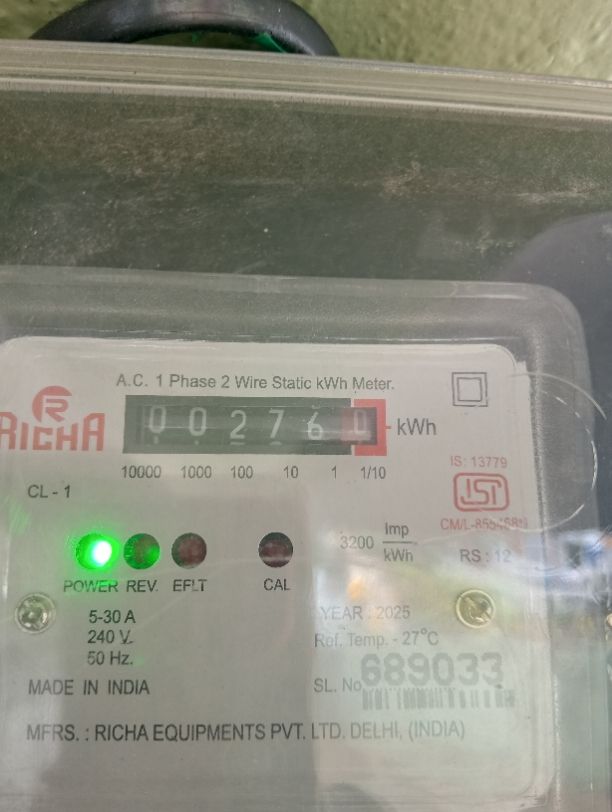 A.C. 1 Phase 2 Wire Static kWh Meter.
R
RICHA
0 0 2 7 6 0 kWh
10000 1000 100 10 1 1/10
IS: 13779
ISI
CL - 1
3200 Imp/kWh
RS : 12
POWER REV. EFLT CAL
5-30 A
240 V.
50 Hz.
YEAR : 2025
Ref. Temp. - 27°C
MADE IN INDIA
SL. No 689033
MFRS. : RICHA EQUIPMENTS PVT. LTD. DELHI, (INDIA)